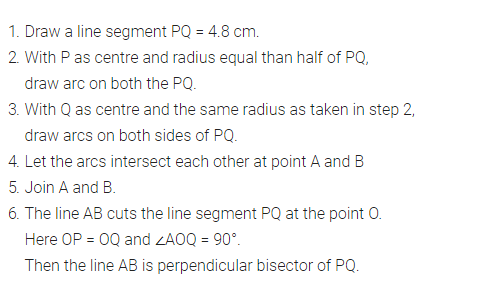 1. Draw a line segment PQ = 4.8 cm.
2. With P as centre and radius equal than half of PQ,
draw arc on both the PQ.
3. With Q as centre and the same radius as taken in step 2,
draw arcs on both sides of PQ.
4. Let the arcs intersect each other at point A and B
5. Join A and B.
6. The line AB cuts the line segment PQ at the point O.
Here OP = OQ and ∠AOQ = 90°.
Then the line AB is perpendicular bisector of PQ.